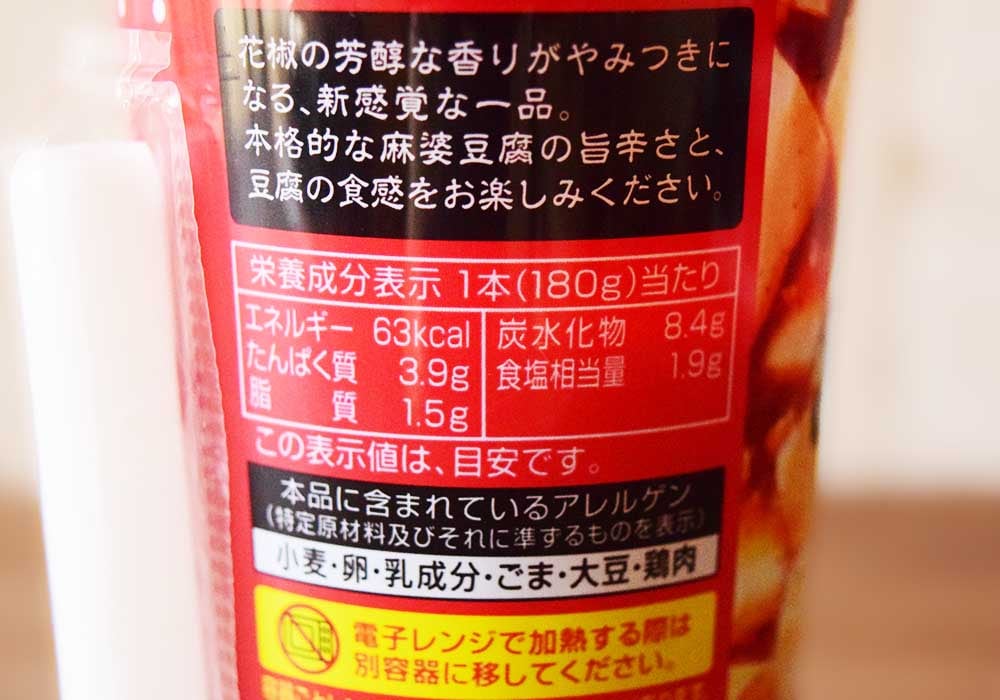 花椒の芳醇な香りがやみつきに
なる、新感覚な一品。
本格的な麻婆豆腐の旨辛さと、
豆腐の食感をお楽しみください。
栄養成分表示 1本(180g)当たり
エネルギー 63kcal 炭水化物 8.4g
たんぱく質 3.9g 食塩相当量 1.9g
脂質 1.5g
この表示値は、目安です。
本品に含まれているアレルゲン
(特定原材料及びそれに準ずるものを表示)
小麦・卵・乳成分・ごま・大豆・鶏肉
電子レンジで加熱する際は
別容器に移してください。